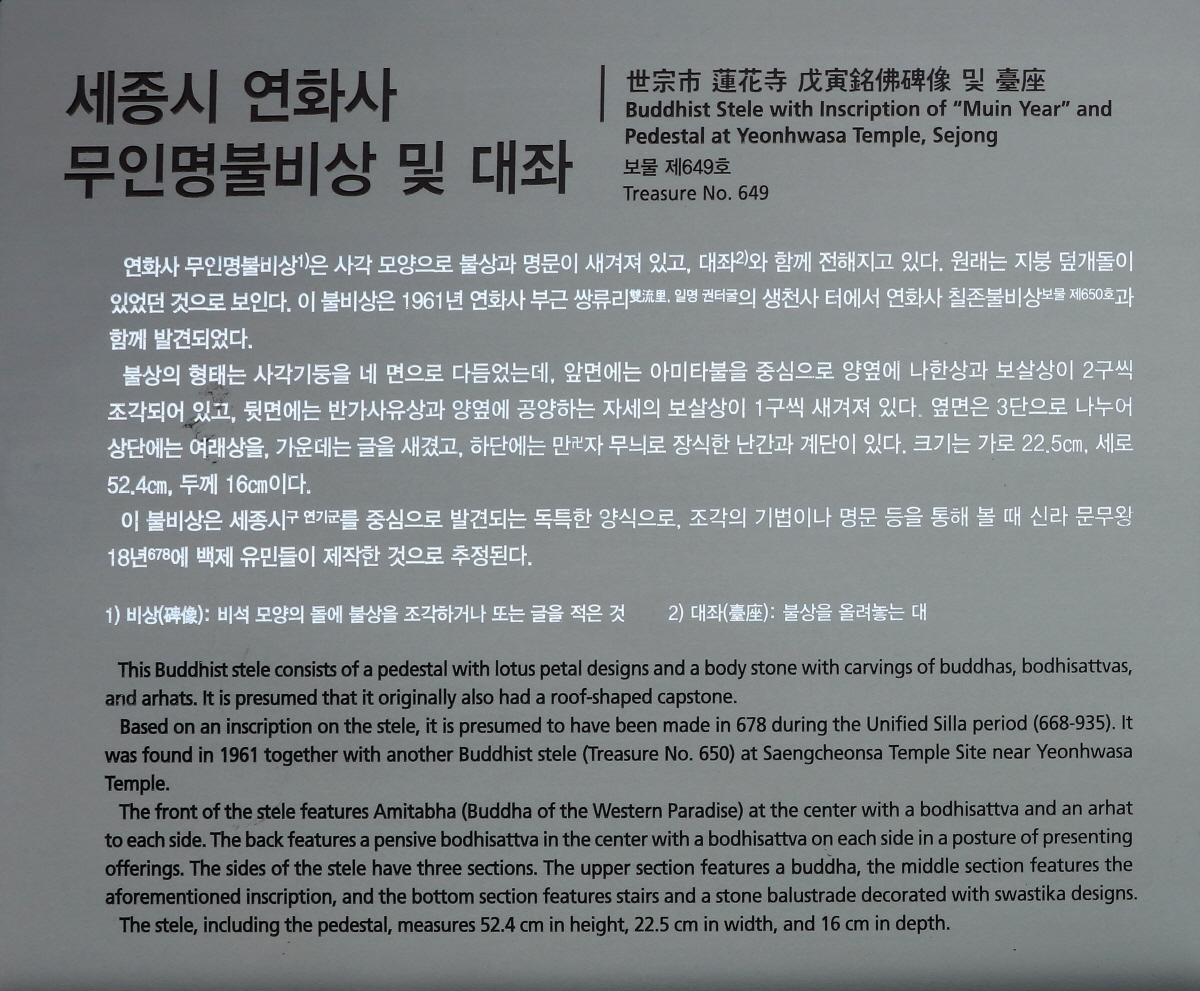 세종시 연화사
무인명불비상 및 대좌
世宗市 蓮花寺 戊寅銘佛碑像 및 臺座
Buddhist Stele with Inscription of “Muin Year” and
Pedestal at Yeonhwasa Temple, Sejong
보물 제649호
Treasure No. 649
연화사 무인명불비상1)은 사각 모양으로 불상과 명문이 새겨져 있고, 대좌2)와 함께 전해지고 있다. 원래는 지붕 덮개돌이
있었던 것으로 보인다. 이 불비상은 1961년 연화사 부근 쌍류리雙流里, 일명 권터굴의 생천사 터에서 연화사 칠존불비상보물 제650호과
함께 발견되었다.
불상의 형태는 사각기둥을 네 면으로 다듬었는데, 앞면에는 아미타불을 중심으로 양옆에 나한상과 보살상이 2구씩
조각되어 있고, 뒷면에는 반가사유상과 양옆에 공양하는 자세의 보살상이 1구씩 새겨져 있다. 옆면은 3단으로 나누어
상단에는 여래상을, 가운데는 글을 새겼고, 하단에는 만卍자 무늬로 장식한 난간과 계단이 있다. 크기는 가로 22.5㎝, 세로
52.4㎝, 두께 16㎝이다.
이 불비상은 세종시구 연기군를 중심으로 발견되는 독특한 양식으로, 조각의 기법이나 명문 등을 통해 볼 때 신라 문무왕
18년678에 백제 유민들이 제작한 것으로 추정된다.
1) 비상(碑像): 비석 모양의 돌에 불상을 조각하거나 또는 글을 적은 것 2) 대좌(臺座): 불상을 올려놓는 대
This Buddhist stele consists of a pedestal with lotus petal designs and a body stone with carvings of buddhas, bodhisattvas,
and arhats. It is presumed that it originally also had a roof-shaped capstone.
Based on an inscription on the stele, it is presumed to have been made in 678 during the Unified Silla period (668-935). It
was found in 1961 together with another Buddhist stele (Treasure No. 650) at Saengcheonsa Temple Site near Yeonhwasa
Temple.
The front of the stele features Amitabha (Buddha of the Western Paradise) at the center with a bodhisattva and an arhat
to each side. The back features a pensive bodhisattva in the center with a bodhisattva on each side in a posture of presenting
offerings. The sides of the stele have three sections. The upper section features a buddha, the middle section features the
aforementioned inscription, and the bottom section features stairs and a stone balustrade decorated with swastika designs.
The stele, including the pedestal, measures 52.4 cm in height, 22.5 cm in width, and 16 cm in depth.